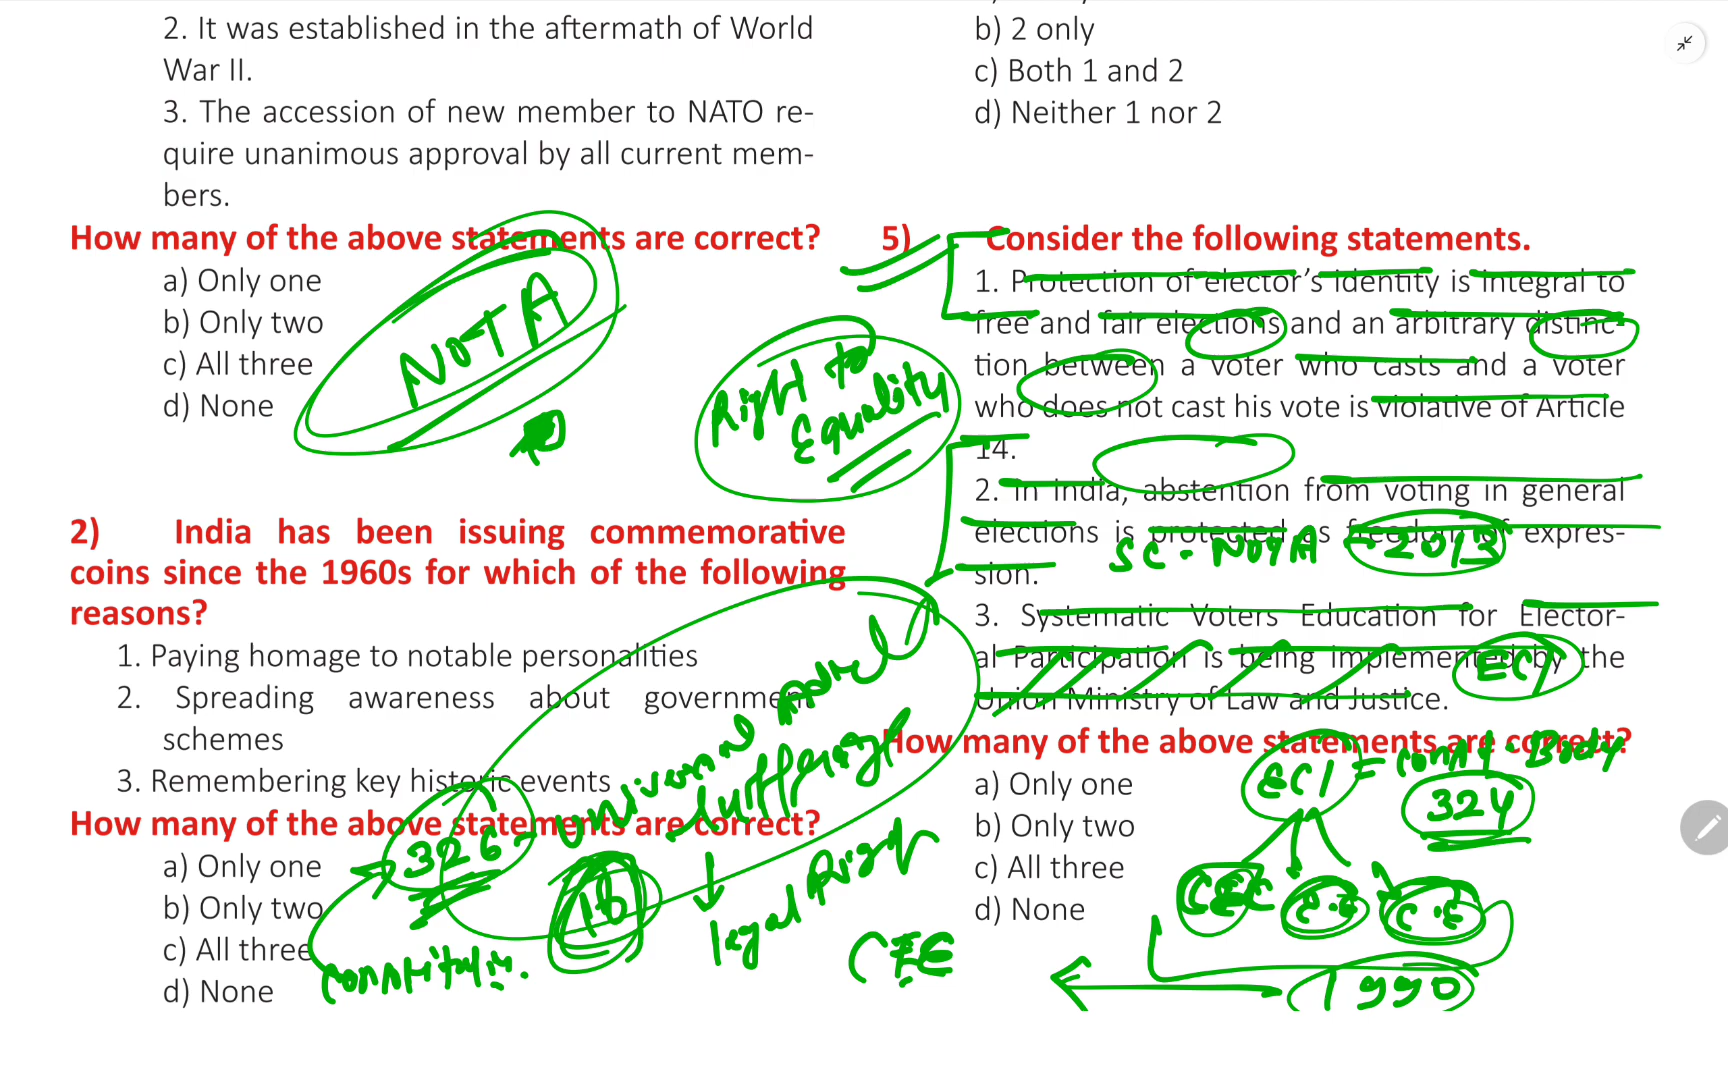 2. It was established in the aftermath of World
War II.
3. The accession of new member to NATO re-
quire unanimous approval by all current mem-
bers.
How many of the above statements are correct?
a) Only one
b) Only two
c) All three
d) None
NOTA
2) India has been issuing commemorative
coins since the 1960s for which of the following
reasons?
1. Paying homage to notable personalities
2. Spreading awareness about government
schemes
3. Remembering key historic events
How many of the above statements are correct?
a) Only one
b) Only two
c) All three
d) None
326 - universal
legal Right
b) 2 only
c) Both 1 and 2
d) Neither 1 nor 2
Right to
Equality
5) Consider the following statements.
1. Protection of elector's identity is integral to
free and fair elections and an arbitrary distinc-
tion between a voter who casts and a voter
who does not cast his vote is violative of Article
14.
2. In India, abstention from voting in general
elections is protected as freedom of expres-
sion.
SC - NOTA - 2013
3. Systematic Voters Education for Elector-
al Participation is being implemented by the
Union Ministry of Law and Justice.
ECI
How many of the above statements are correct?
a) Only one
b) Only two
c) All three
d) None
ECI = Body
324
CEC
1990